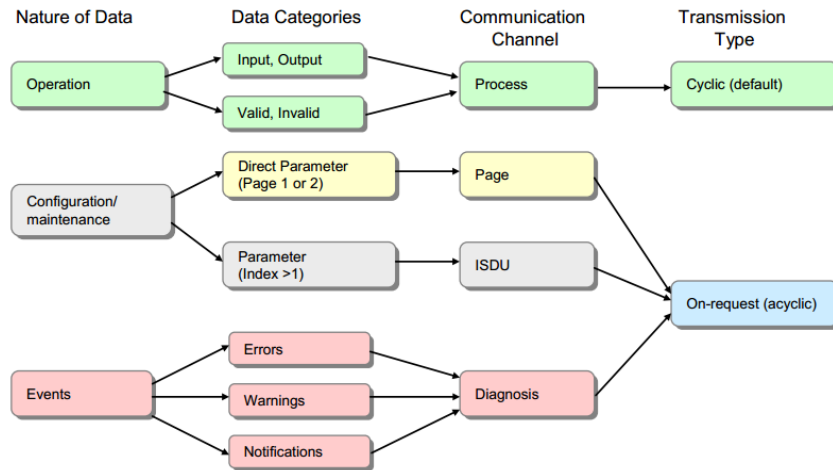 Nature of Data
Data Categories
Communication
Channel
Transmission
Type
Operation
Input, Output
Valid, Invalid
Process
Cyclic (default)
Configuration/
maintenance
Direct Parameter
(Page 1 or 2)
Page
Parameter
(Index >1)
ISDU
On-request (acyclic)
Events
Errors
Warnings
Notifications
Diagnosis